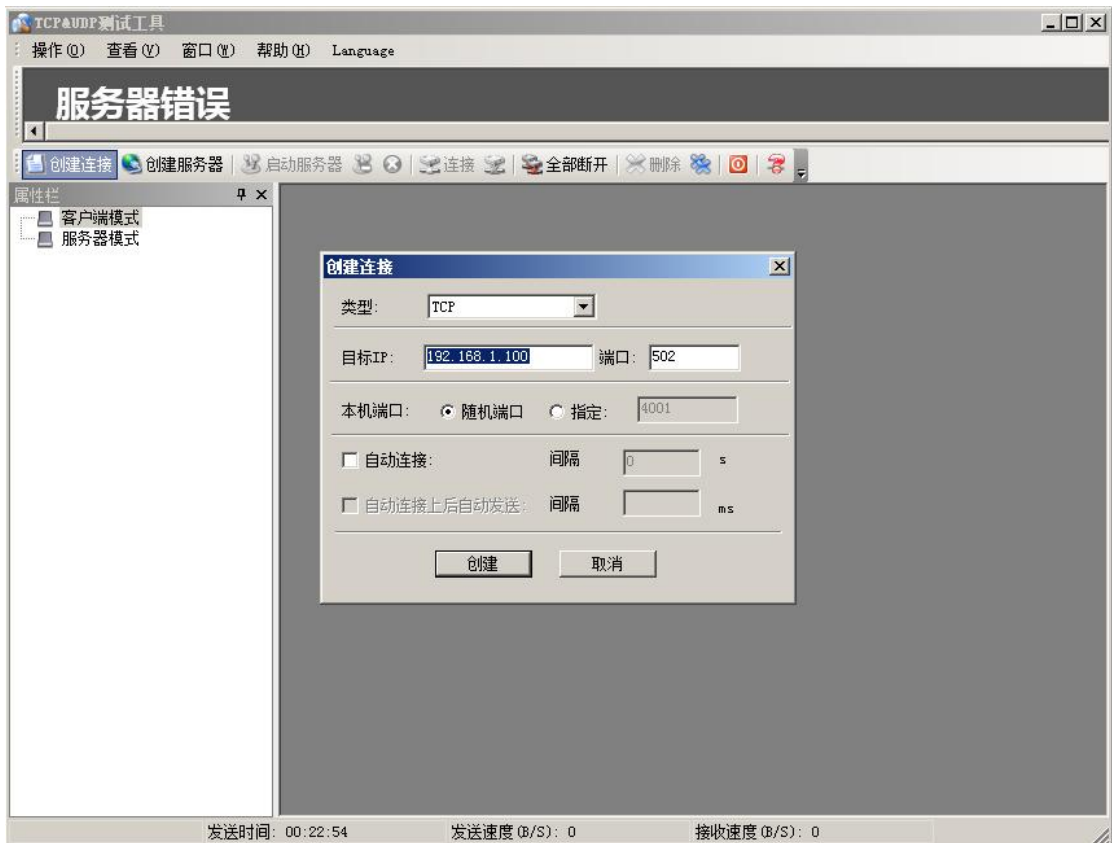 TCP&UDP测试工具
操作(O) 查看(V) 窗口(W) 帮助(H) Language
服务器错误
创建连接 创建服务器 启动服务器 连接 全部断开 删除
属性栏
客户端模式
服务器模式
创建连接
类型: TCP
目标IP: 192.168.1.100 端口: 502
本机端口: 随机端口 指定: 4001
自动连接: 间隔 0 s
自动连接上后自动发送: 间隔 ms
创建 取消
发送时间: 00:22:54 发送速度(B/S): 0 接收速度(B/S): 0